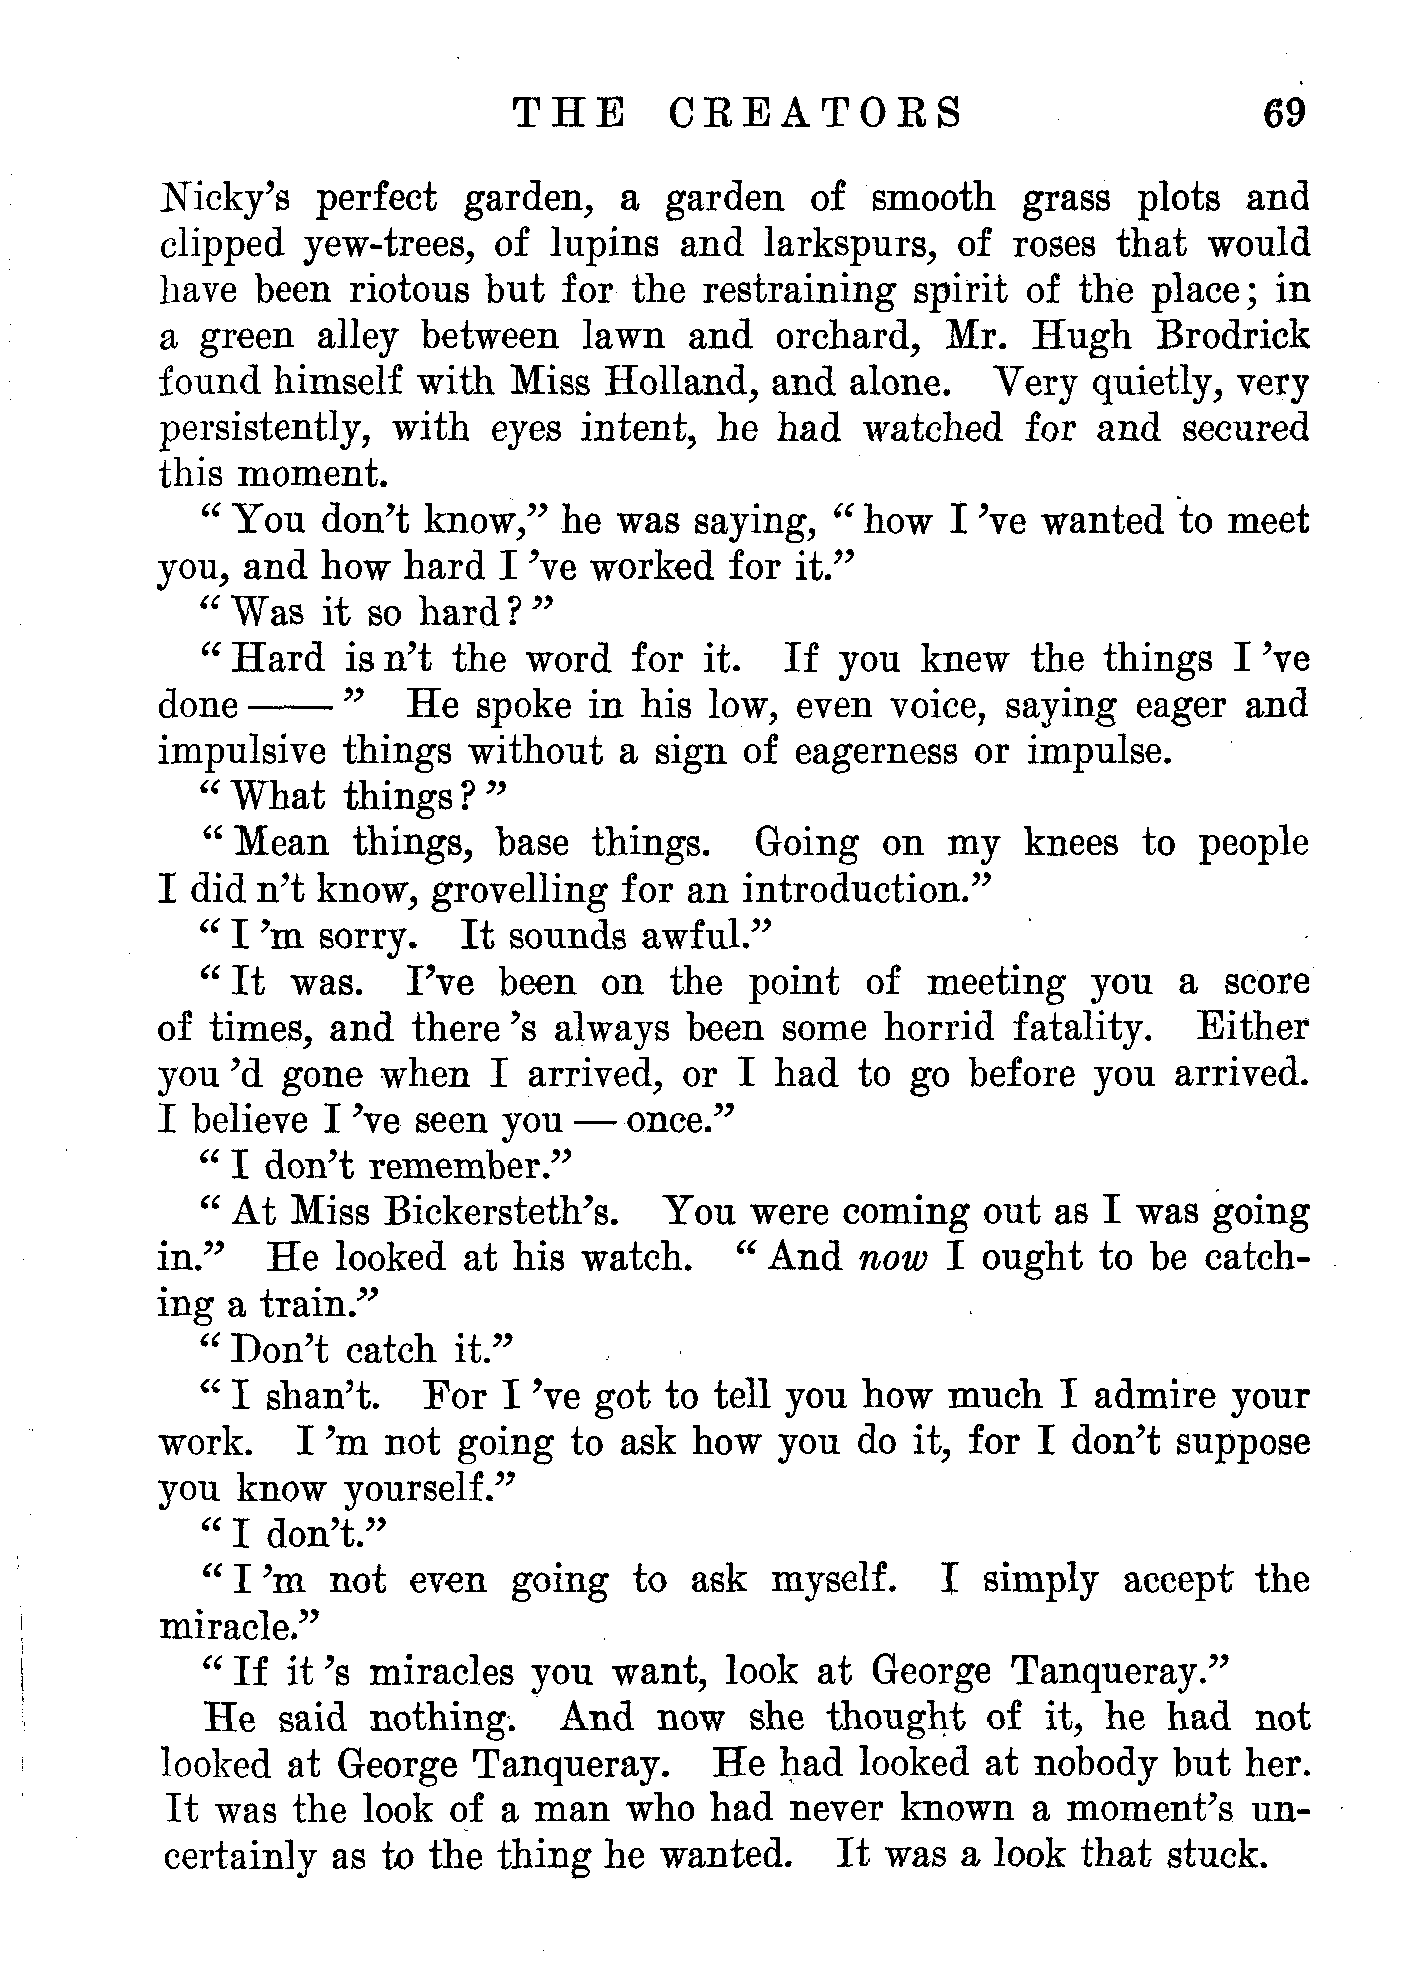 THE CREATORS 69
Nicky's perfect garden, a garden of smooth grass plots and
clipped yew-trees, of lupins and larkspurs, of roses that would
have been riotous but for the restraining spirit of the place; in
a green alley between lawn and orchard, Mr. Hugh Brodrick
found himself with Miss Holland, and alone. Very quietly, very
persistently, with eyes intent, he had watched for and secured
this moment.
“ You don't know,” he was saying, “ how I 've wanted to meet
you, and how hard I 've worked for it.”
“ Was it so hard? ”
“ Hard is n't the word for it. If you knew the things I 've
done —— ” He spoke in his low, even voice, saying eager and
impulsive things without a sign of eagerness or impulse.
“ What things? ”
“ Mean things, base things. Going on my knees to people
I did n't know, grovelling for an introduction.”
“ I 'm sorry. It sounds awful.”
“ It was. I've been on the point of meeting you a score
of times, and there 's always been some horrid fatality. Either
you 'd gone when I arrived, or I had to go before you arrived.
I believe I 've seen you — once.”
“ I don't remember.”
“ At Miss Bickersteth's. You were coming out as I was going
in.” He looked at his watch. “ And now I ought to be catch-
ing a train.”
“ Don't catch it.”
“ I shan't. For I 've got to tell you how much I admire your
work. I 'm not going to ask how you do it, for I don't suppose
you know yourself.”
“ I don't.”
“ I 'm not even going to ask myself. I simply accept the
miracle.”
“ If it 's miracles you want, look at George Tanqueray.”
He said nothing. And now she thought of it, he had not
looked at George Tanqueray. He had looked at nobody but her.
It was the look of a man who had never known a moment's un-
certainly as to the thing he wanted. It was a look that stuck.